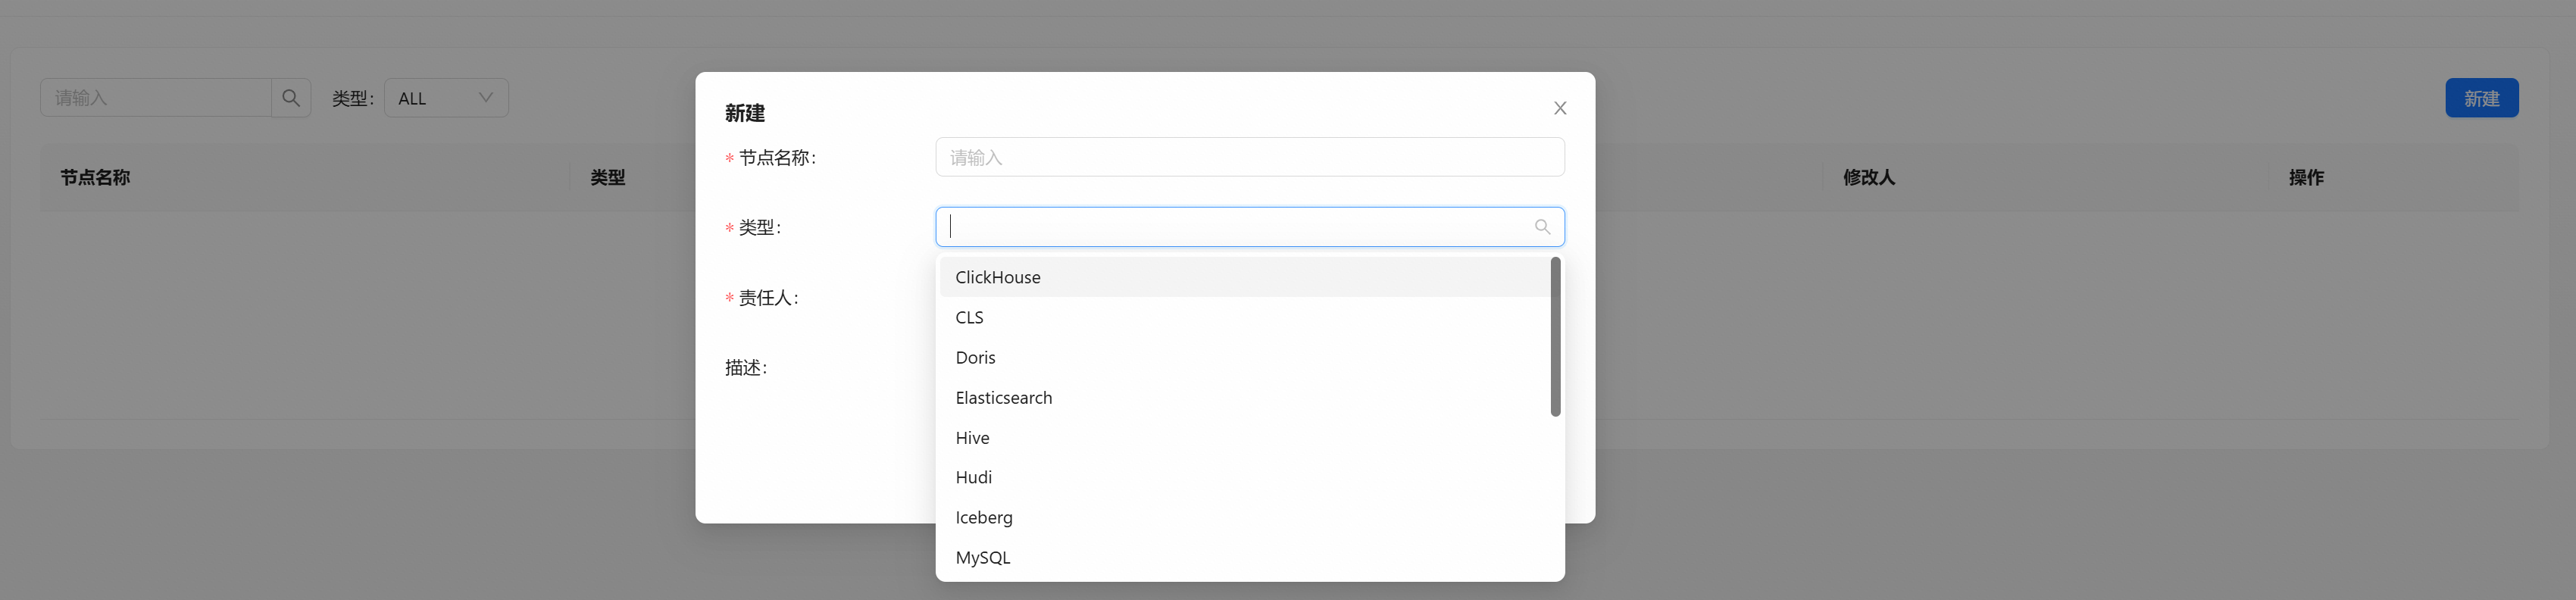 请输入
类型: ALL
新建
节点名称
类型
修改人
操作
新建
* 节点名称:
请输入
* 类型:
* 责任人:
描述:
ClickHouse
CLS
Doris
Elasticsearch
Hive
Hudi
Iceberg
MySQL